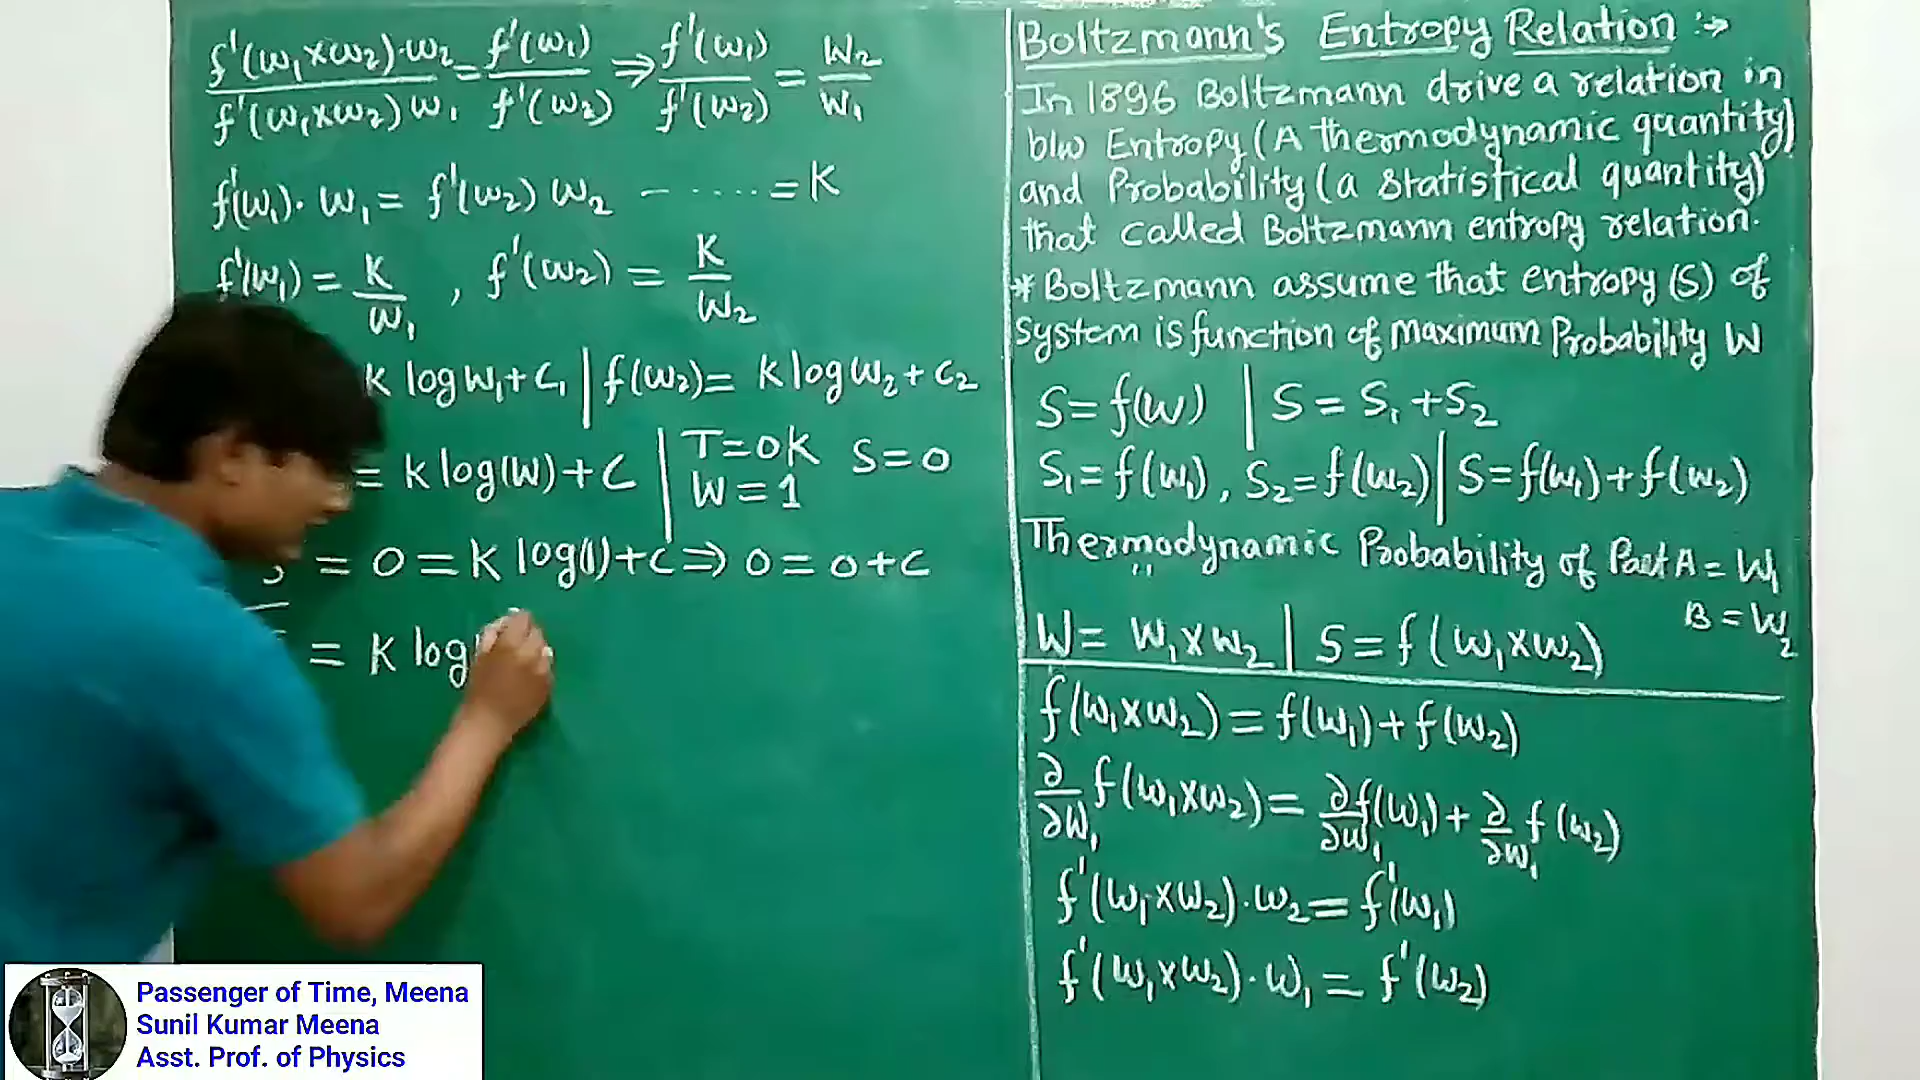 f'(w₁×w₂)·w₂ / f'(w₁×w₂)w₁ = f'(w₁) / f'(w₂) ⇒ f'(w₁) / f'(w₂) = W₂ / W₁
f'(w₁)· w₁ = f'(w₂) w₂ - ····· = K
f'(w₁) = K / W₁ , f'(w₂) = K / W₂
K log W₁ + C₁ | f(w₂) = K log W₂ + C₂
= K log(W) + C | T=0K S=0
W=1
= 0 = K log(1) + C ⇒ 0 = 0 + C
= K log
Boltzmann's Entropy Relation :→
In 1896 Boltzmann drive a relation in
b/w Entropy (A thermodynamic quantity)
and Probability (a Statistical quantity)
that called Boltzmann entropy relation.
* Boltzmann assume that entropy (S) of
System is function of Maximum Probability W
S = f(W) | S = S₁ + S₂
S₁ = f(w₁), S₂ = f(w₂) | S = f(w₁) + f(w₂)
Thermodynamic Probability of Part A = W₁
B = W₂
W = W₁×W₂ | S = f(w₁×w₂)
f(w₁×w₂) = f(w₁) + f(w₂)
∂/∂W₁ f(w₁×w₂) = ∂/∂W₁ f(w₁) + ∂/∂W₁ f(w₂)
f'(w₁×w₂)·w₂ = f'(w₁)
f'(w₁×w₂)·w₁ = f'(w₂)
Passenger of Time, Meena
Sunil Kumar Meena
Asst. Prof. of Physics